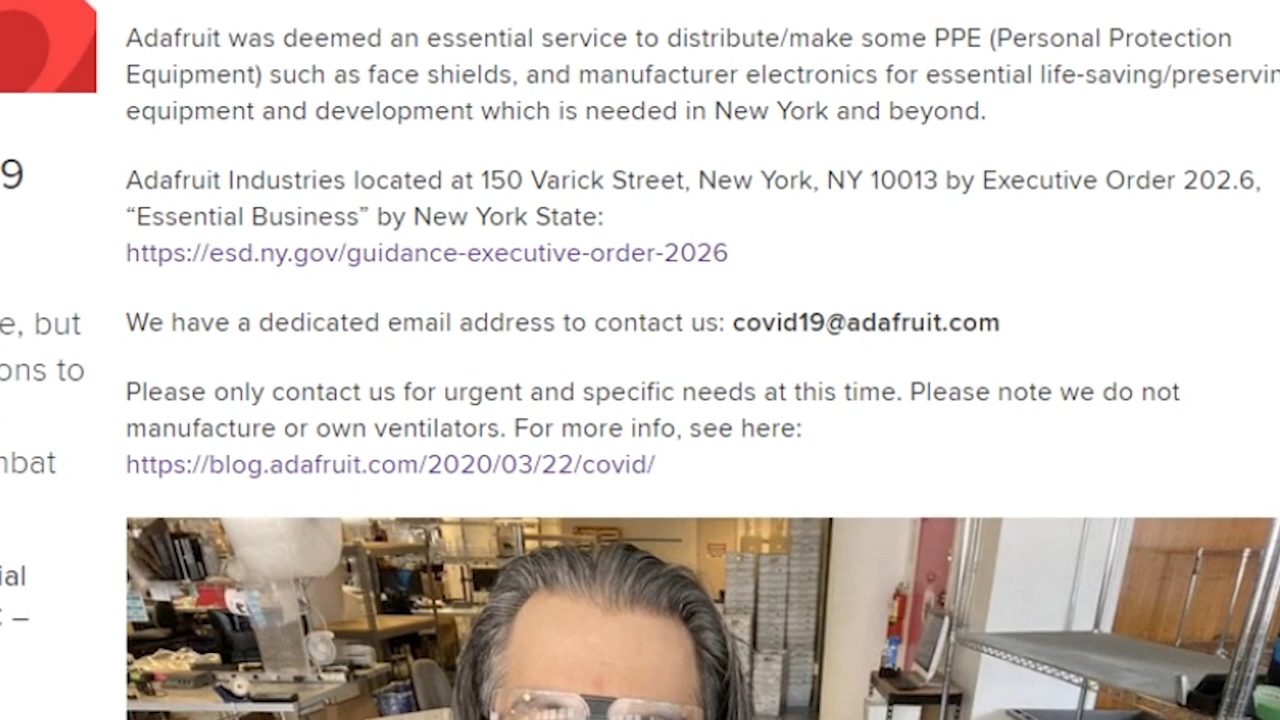 Adafruit was deemed an essential service to distribute/make some PPE (Personal Protection
Equipment) such as face shields, and manufacturer electronics for essential life-saving/preservin
equipment and development which is needed in New York and beyond.
9
Adafruit Industries located at 150 Varick Street, New York, NY 10013 by Executive Order 202.6,
“Essential Business” by New York State:
https://esd.ny.gov/guidance-executive-order-2026
e, but
We have a dedicated email address to contact us: covid19@adafruit.com
ons to
Please only contact us for urgent and specific needs at this time. Please note we do not
manufacture or own ventilators. For more info, see here:
mbat
https://blog.adafruit.com/2020/03/22/covid/
ial
–